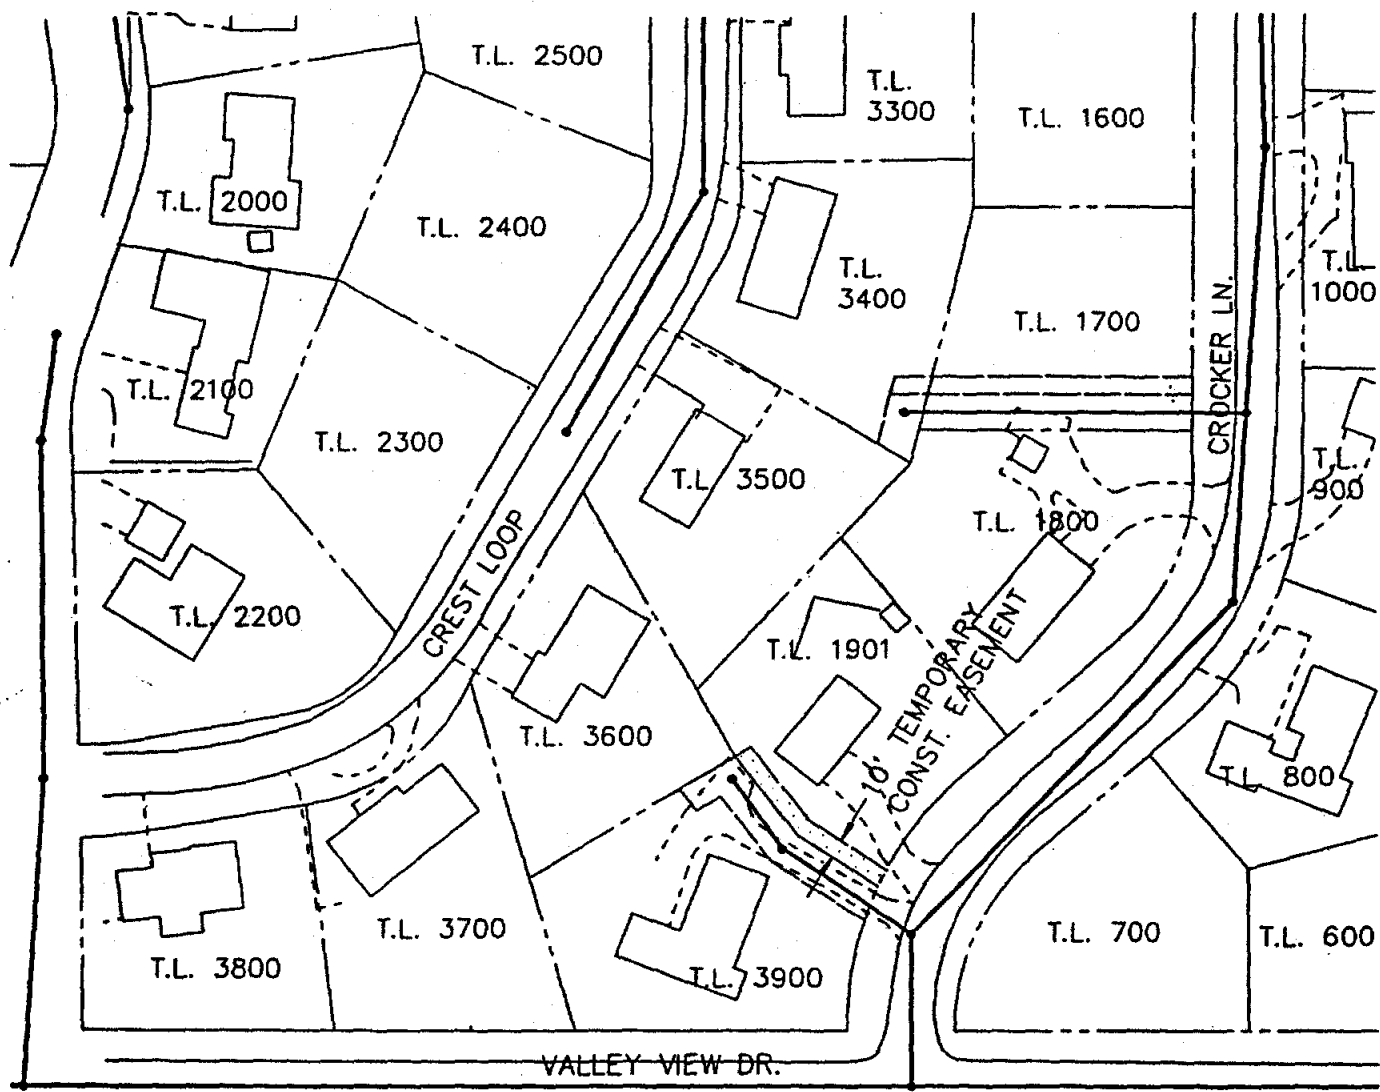 T.L. 2500
T.L.
3300
T.L. 1600
T.L. 2000
T.L. 2400
T.L.
3400
T.L.
1000
T.L. 1700
CROCKER LN.
T.L. 2100
T.L. 2300
T.L. 3500
T.L.
900
T.L. 1800
CREST LOOP
T.L. 2200
T.L. 1901
10' TEMPORARY
CONST. EASEMENT
T.L. 3600
T.L. 800
T.L. 3700
T.L. 700
T.L. 600
T.L. 3800
T.L. 3900
VALLEY VIEW DR.